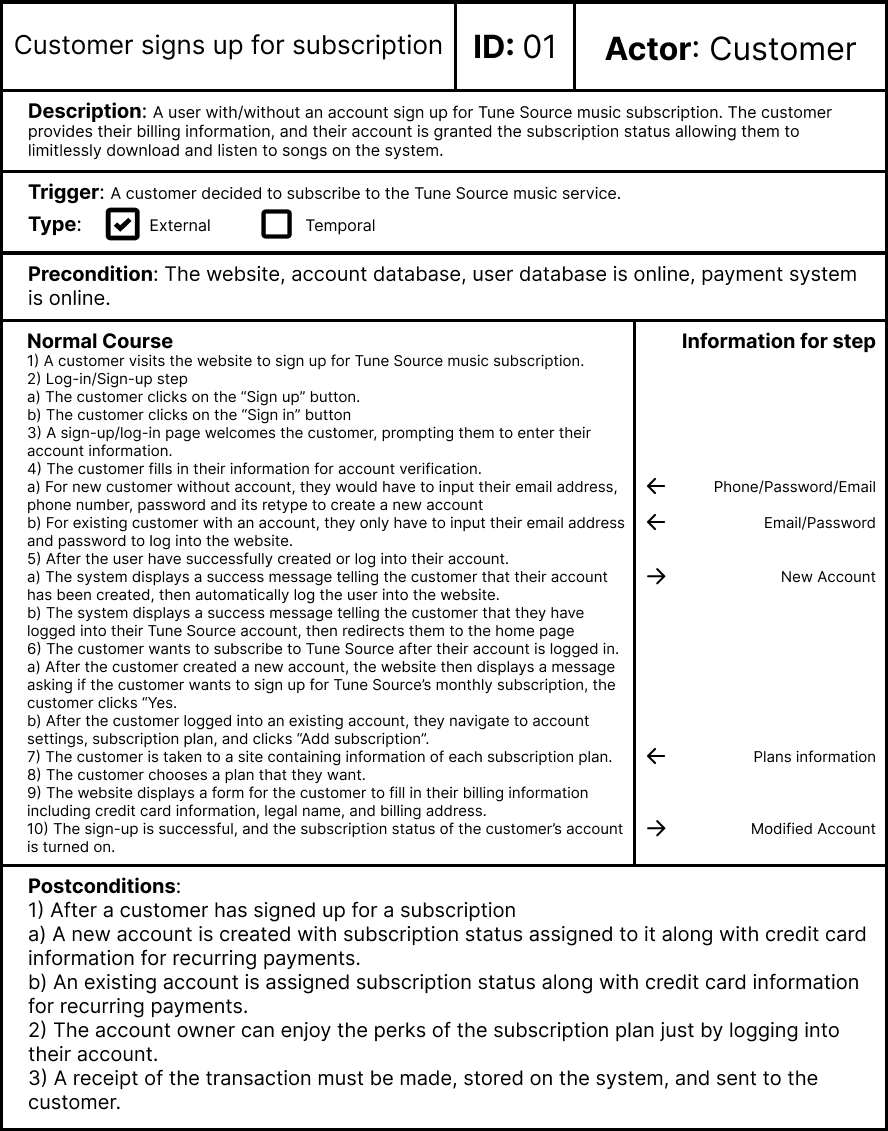 Customer signs up for subscription
ID: 01
Actor: Customer
Description: A user with/without an account sign up for Tune Source music subscription. The customer
provides their billing information, and their account is granted the subscription status allowing them to
limitlessly download and listen to songs on the system.
Trigger: A customer decided to subscribe to the Tune Source music service.
Type: External Temporal
Precondition: The website, account database, user database is online, payment system
is online.
Normal Course
Information for step
1) A customer visits the website to sign up for Tune Source music subscription.
2) Log-in/Sign-up step
a) The customer clicks on the “Sign up” button.
b) The customer clicks on the “Sign in” button
3) A sign-up/log-in page welcomes the customer, prompting them to enter their
account information.
4) The customer fills in their information for account verification.
a) For new customer without account, they would have to input their email address,
← Phone/Password/Email
phone number, password and its retype to create a new account
b) For existing customer with an account, they only have to input their email address
← Email/Password
and password to log into the website.
5) After the user have successfully created or log into their account.
a) The system displays a success message telling the customer that their account
→ New Account
has been created, then automatically log the user into the website.
b) The system displays a success message telling the customer that they have
logged into their Tune Source account, then redirects them to the home page
6) The customer wants to subscribe to Tune Source after their account is logged in.
a) After the customer created a new account, the website then displays a message
asking if the customer wants to sign up for Tune Source’s monthly subscription, the
customer clicks “Yes.
b) After the customer logged into an existing account, they navigate to account
settings, subscription plan, and clicks “Add subscription”.
7) The customer is taken to a site containing information of each subscription plan.
← Plans information
8) The customer chooses a plan that they want.
9) The website displays a form for the customer to fill in their billing information
including credit card information, legal name, and billing address.
10) The sign-up is successful, and the subscription status of the customer’s account
→ Modified Account
is turned on.
Postconditions:
1) After a customer has signed up for a subscription
a) A new account is created with subscription status assigned to it along with credit card
information for recurring payments.
b) An existing account is assigned subscription status along with credit card information
for recurring payments.
2) The account owner can enjoy the perks of the subscription plan just by logging into
their account.
3) A receipt of the transaction must be made, stored on the system, and sent to the
customer.